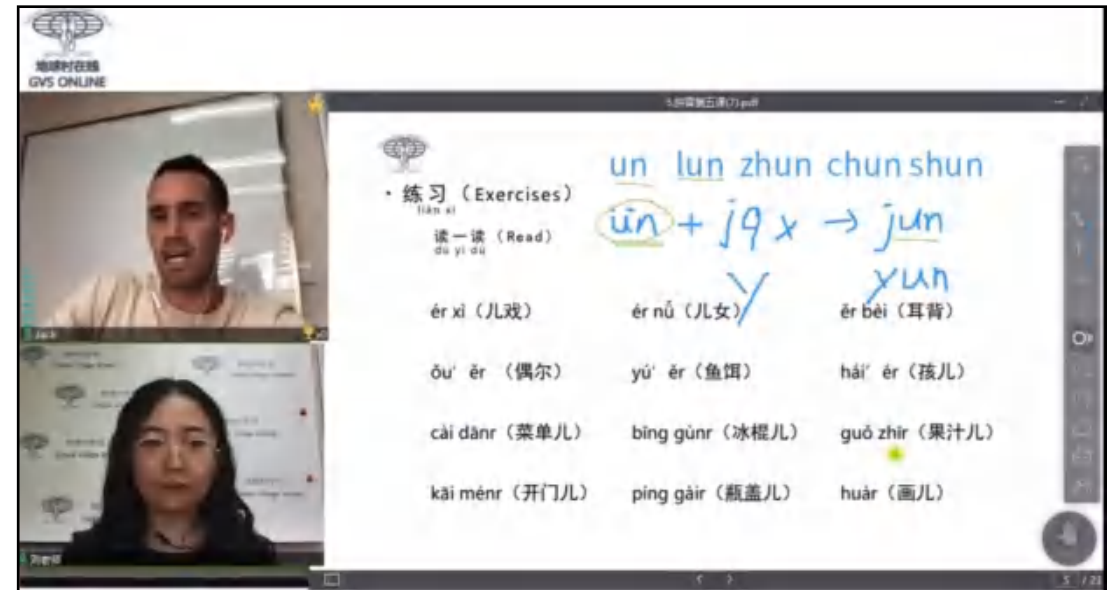 地球村在线
GVS ONLINE
un lun zhun chun shun
ün + j q x → jun
y yun
· 练习 (Exercises)
liàn xí
读一读 (Read)
dú yi dú
ér xì (儿戏) ér nǚ (儿女) ěr bèi (耳背)
ǒu' ěr (偶尔) yú' ěr (鱼饵) hái' ér (孩儿)
cài dānr (菜单儿) bīng gùnr (冰棍儿) guǒ zhīr (果汁儿)
kāi ménr (开门儿) píng gàir (瓶盖儿) huàr (画儿)
Jack
刘老师
5 / 21